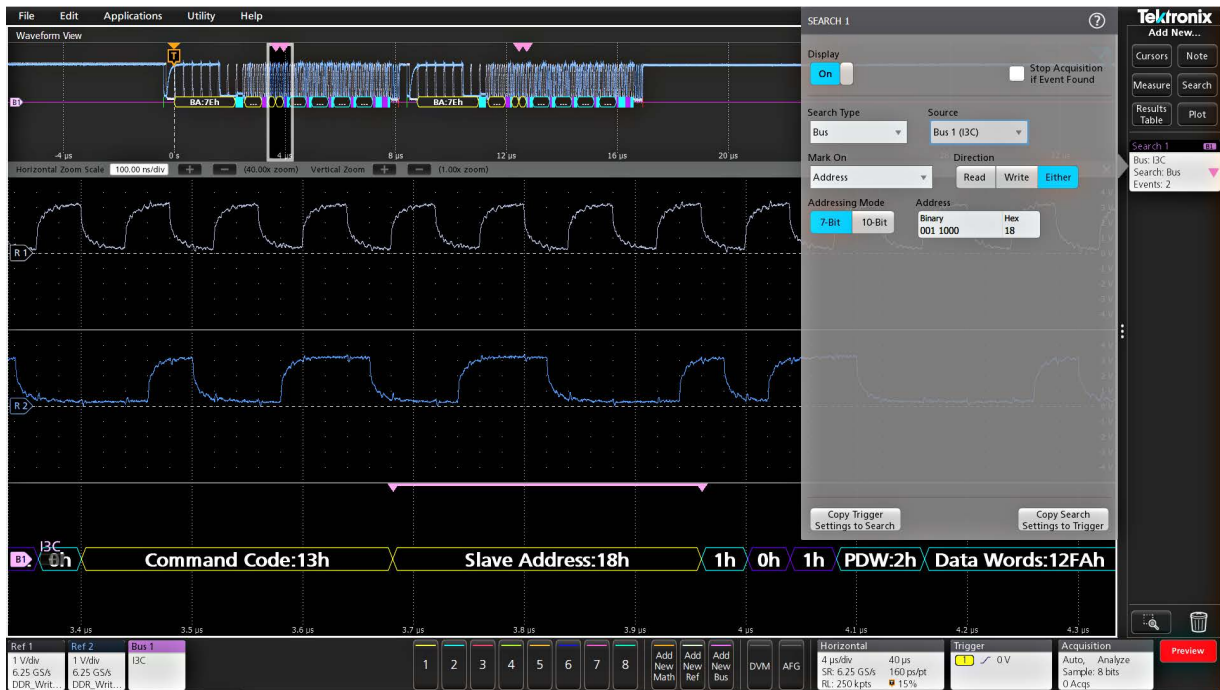 File Edit Applications Utility Help
Tektronix
Add New...
Waveform View
SEARCH 1
?
Display
On
Stop Acquisition
if Event Found
Cursors Note
Measure Search
Results
Table
Plot
T
B1
BA:7Eh ... ... ... ...
BA:7Eh ... ... ... ...
-4 µs 0 s 4 µs 8 µs 12 µs 16 µs 20 µs
Horizontal Zoom Scale 100.00 ns/div + − (40.00x zoom) Vertical Zoom + − (1.00x zoom)
Search Type
Bus
Source
Bus 1 (I3C)
Mark On
Address
Direction
Read Write Either
Addressing Mode
7-Bit 10-Bit
Address
Binary Hex
001 1000 18
Search 1 B1
Bus: I3C
Search: Bus
Events: 2
R 1
R 2
Copy Trigger
Settings to Search
Copy Search
Settings to Trigger
I3C
B1 0h Command Code:13h Slave Address:18h 1h 0h 1h PDW:2h Data Words:12FAh
3.4 µs 3.5 µs 3.6 µs 3.7 µs 3.8 µs 3.9 µs 4 µs 4.1 µs 4.2 µs 4.3 µs
Ref 1
1 V/div
6.25 GS/s
DDR_Writ...
Ref 2
1 V/div
6.25 GS/s
DDR_Writ...
Bus 1
I3C
1 2 3 4 5 6 7 8
Add
New
Math
Add
New
Ref
Add
New
Bus
DVM
AFG
Horizontal
4 µs/div 40 µs
SR: 6.25 GS/s 160 ps/pt
RL: 250 kpts 15%
Trigger
1 0 V
Acquisition
Auto, Analyze
Sample: 8 bits
0 Acqs
Preview